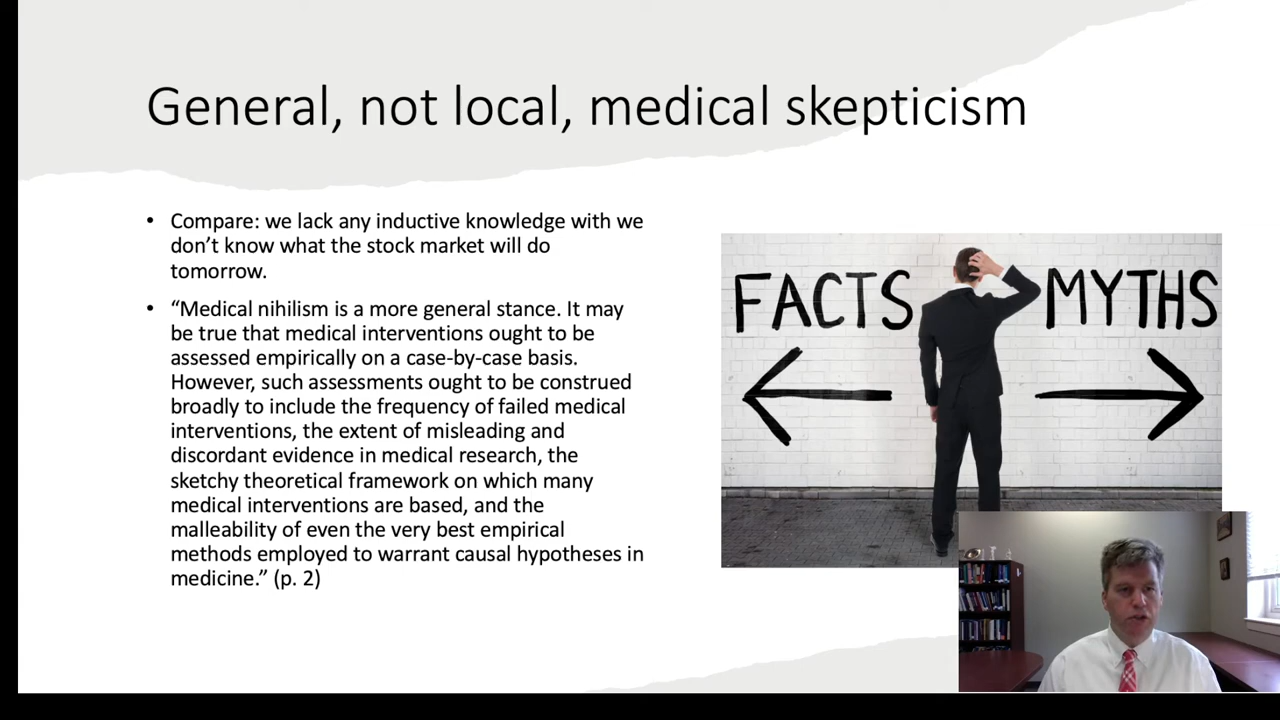 General, not local, medical skepticism
• Compare: we lack any inductive knowledge with we
don’t know what the stock market will do
tomorrow.
• “Medical nihilism is a more general stance. It may
be true that medical interventions ought to be
assessed empirically on a case-by-case basis.
However, such assessments ought to be construed
broadly to include the frequency of failed medical
interventions, the extent of misleading and
discordant evidence in medical research, the
sketchy theoretical framework on which many
medical interventions are based, and the
malleability of even the very best empirical
methods employed to warrant causal hypotheses in
medicine.” (p. 2)
FACTS
MYTHS